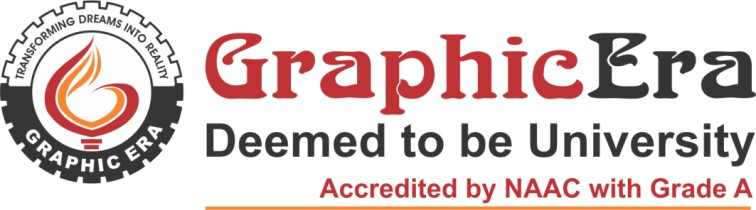 TRANSFORMING DREAMS INTO REALITY
GRAPHIC ERA
GraphicEra
Deemed to be University
Accredited by NAAC with Grade A